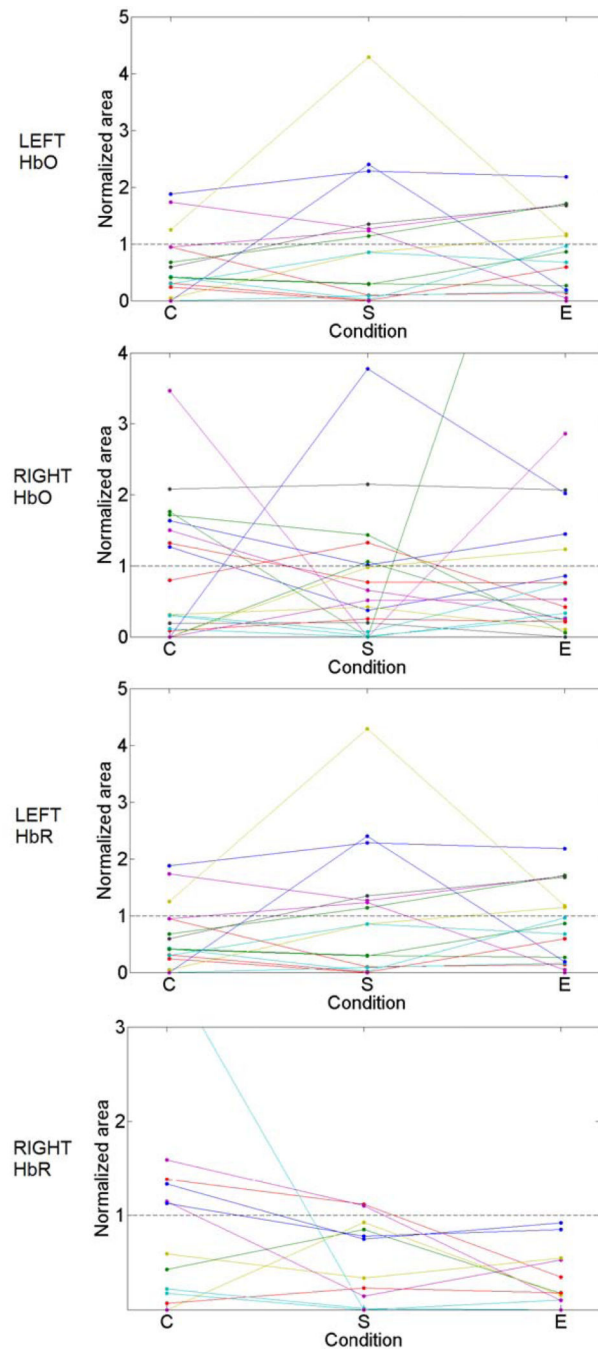 5
4
3
2
1
0
LEFT
HbO
Normalized area
C
S
E
Condition
4
3
2
1
0
RIGHT
HbO
Normalized area
C
S
E
Condition
5
4
3
2
1
0
LEFT
HbR
Normalized area
C
S
E
Condition
3
2
1
RIGHT
HbR
Normalized area
C
S
E
Condition